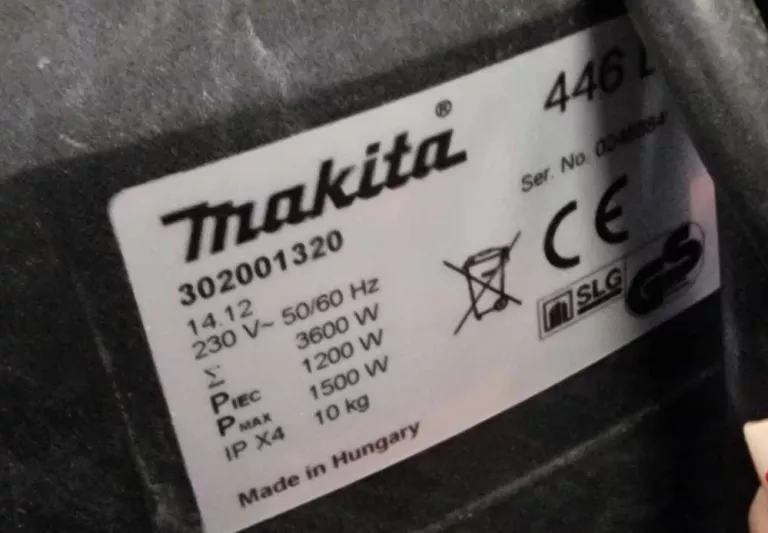 makita®
446
Ser. No.
302001320
14.12
230 V~ 50/60 Hz
Σ 3600 W
PIEC 1200 W
PMAX 1500 W
IP X4 10 kg
Made in Hungary
CE
SLG
GS